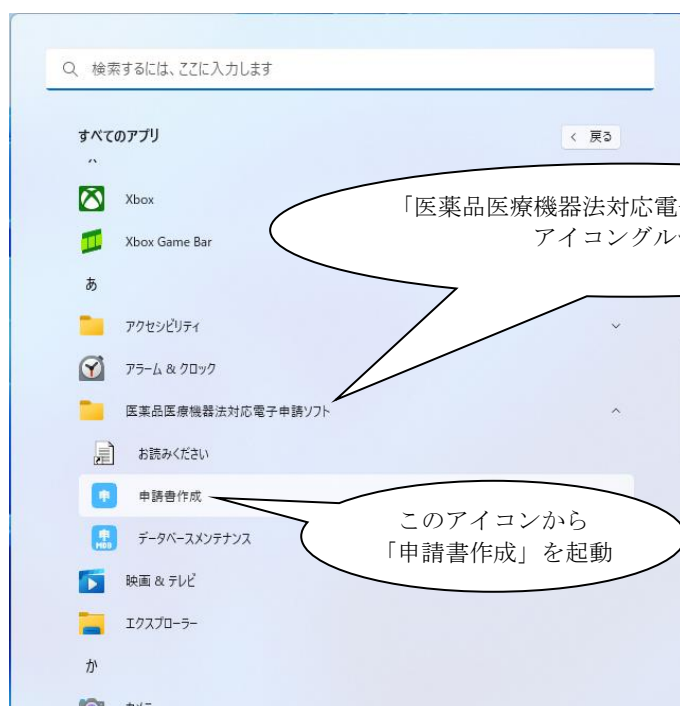 検索するには、ここに入力します
すべてのアプリ
戻る
Xbox
Xbox Game Bar
「医薬品医療機器法対応電
アイコングル
あ
アクセシビリティ
アラーム & クロック
医薬品医療機器法対応電子申請ソフト
お読みください
申請書作成
このアイコンから
「申請書作成」を起動
データベースメンテナンス
映画 & テレビ
エクスプローラー
か